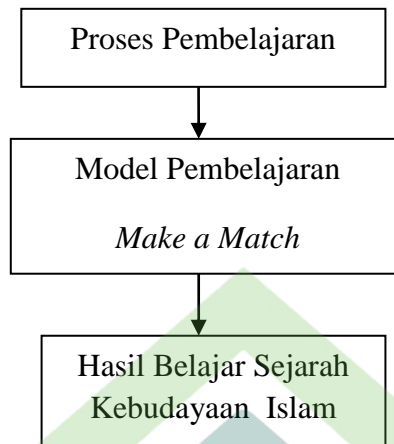 Proses Pembelajaran
Model Pembelajaran
Make a Match
Hasil Belajar Sejarah
Kebudayaan Islam